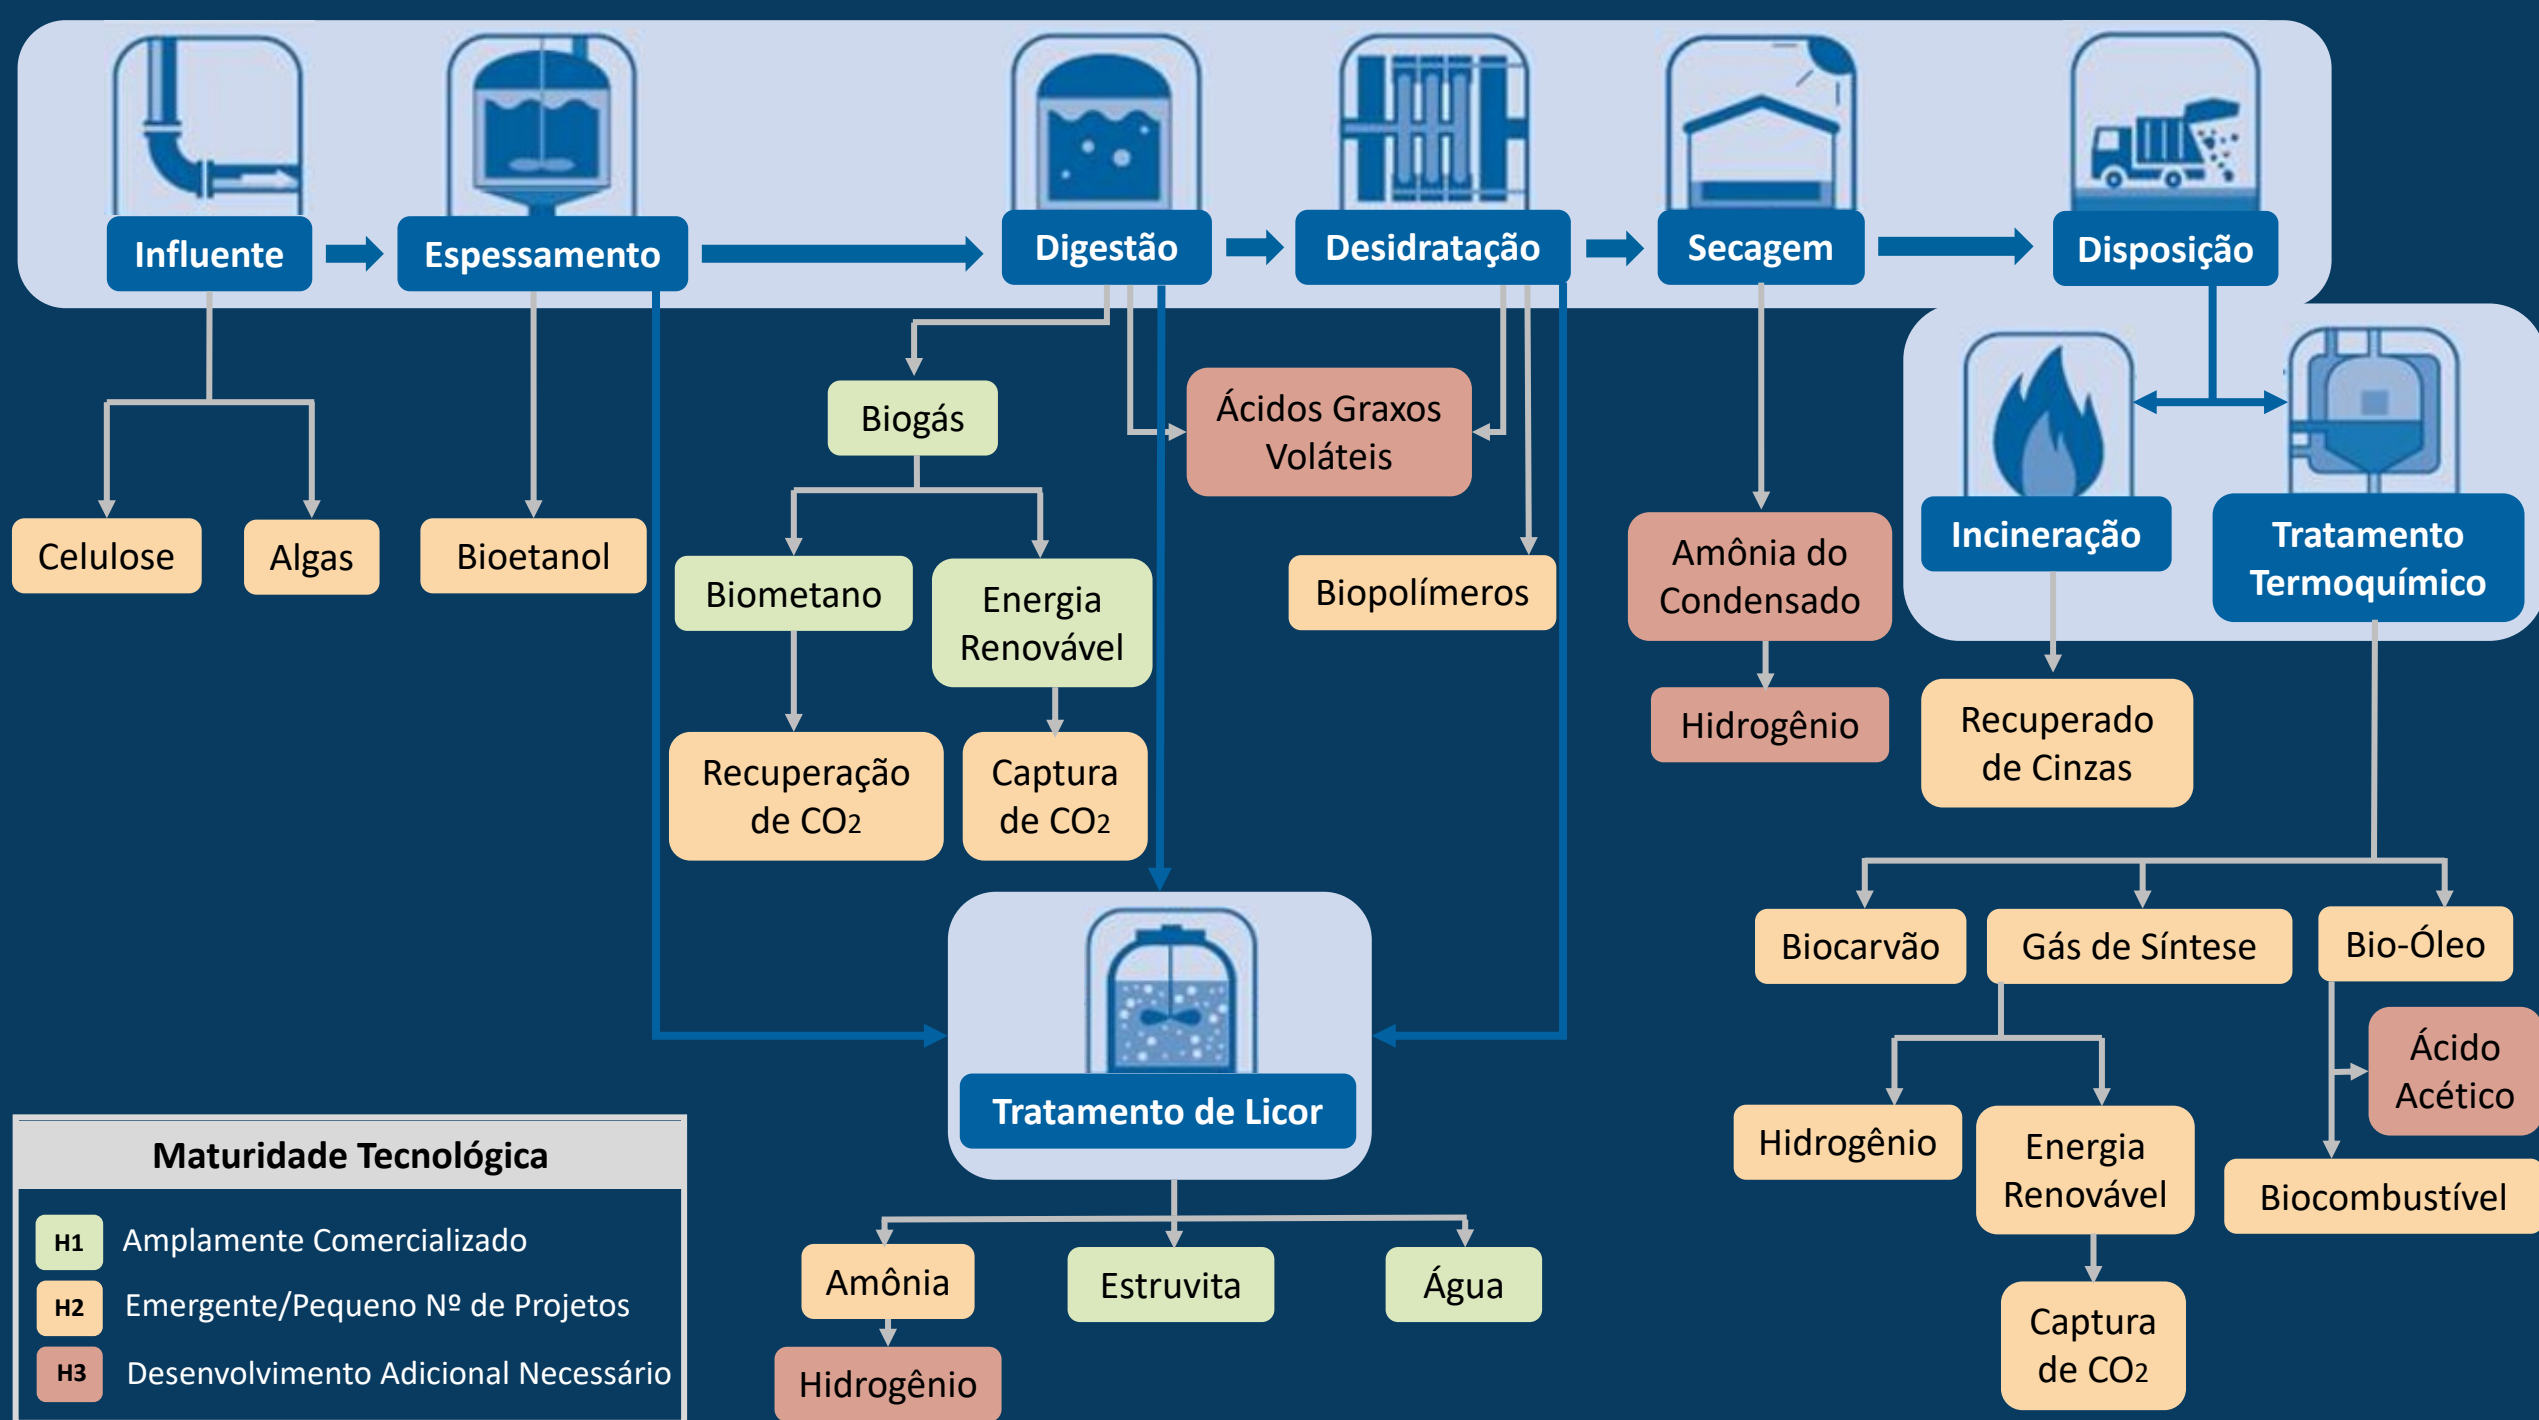 Influente
Espessamento
Digestão
Desidratação
Secagem
Disposição
Celulose
Algas
Bioetanol
Biogás
Biometano
Energia
Renovável
Recuperação
de CO2
Captura
de CO2
Ácidos Graxos
Voláteis
Biopolímeros
Amônia do
Condensado
Hidrogênio
Incineração
Tratamento
Termoquímico
Recuperado
de Cinzas
Biocarvão
Gás de Síntese
Bio-Óleo
Ácido
Acético
Hidrogênio
Energia
Renovável
Biocombustível
Captura
de CO2
Tratamento de Licor
Amônia
Estruvita
Água
Hidrogênio
Maturidade Tecnológica
H1 Amplamente Comercializado
H2 Emergente/Pequeno Nº de Projetos
H3 Desenvolvimento Adicional Necessário